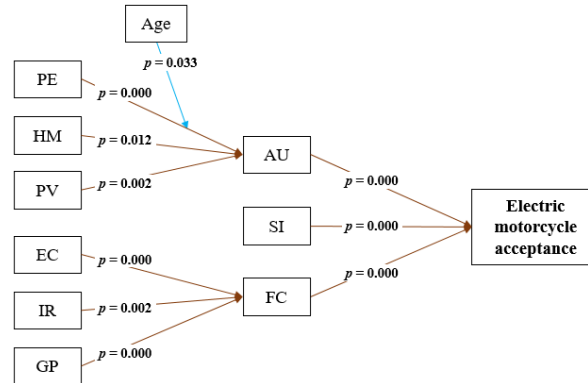 Age
p = 0.033
PE
p = 0.000
HM
p = 0.012
AU
PV
p = 0.002
p = 0.000
SI
p = 0.000
Electric
motorcycle
acceptance
EC
p = 0.000
IR
p = 0.002
FC
p = 0.000
GP
p = 0.000